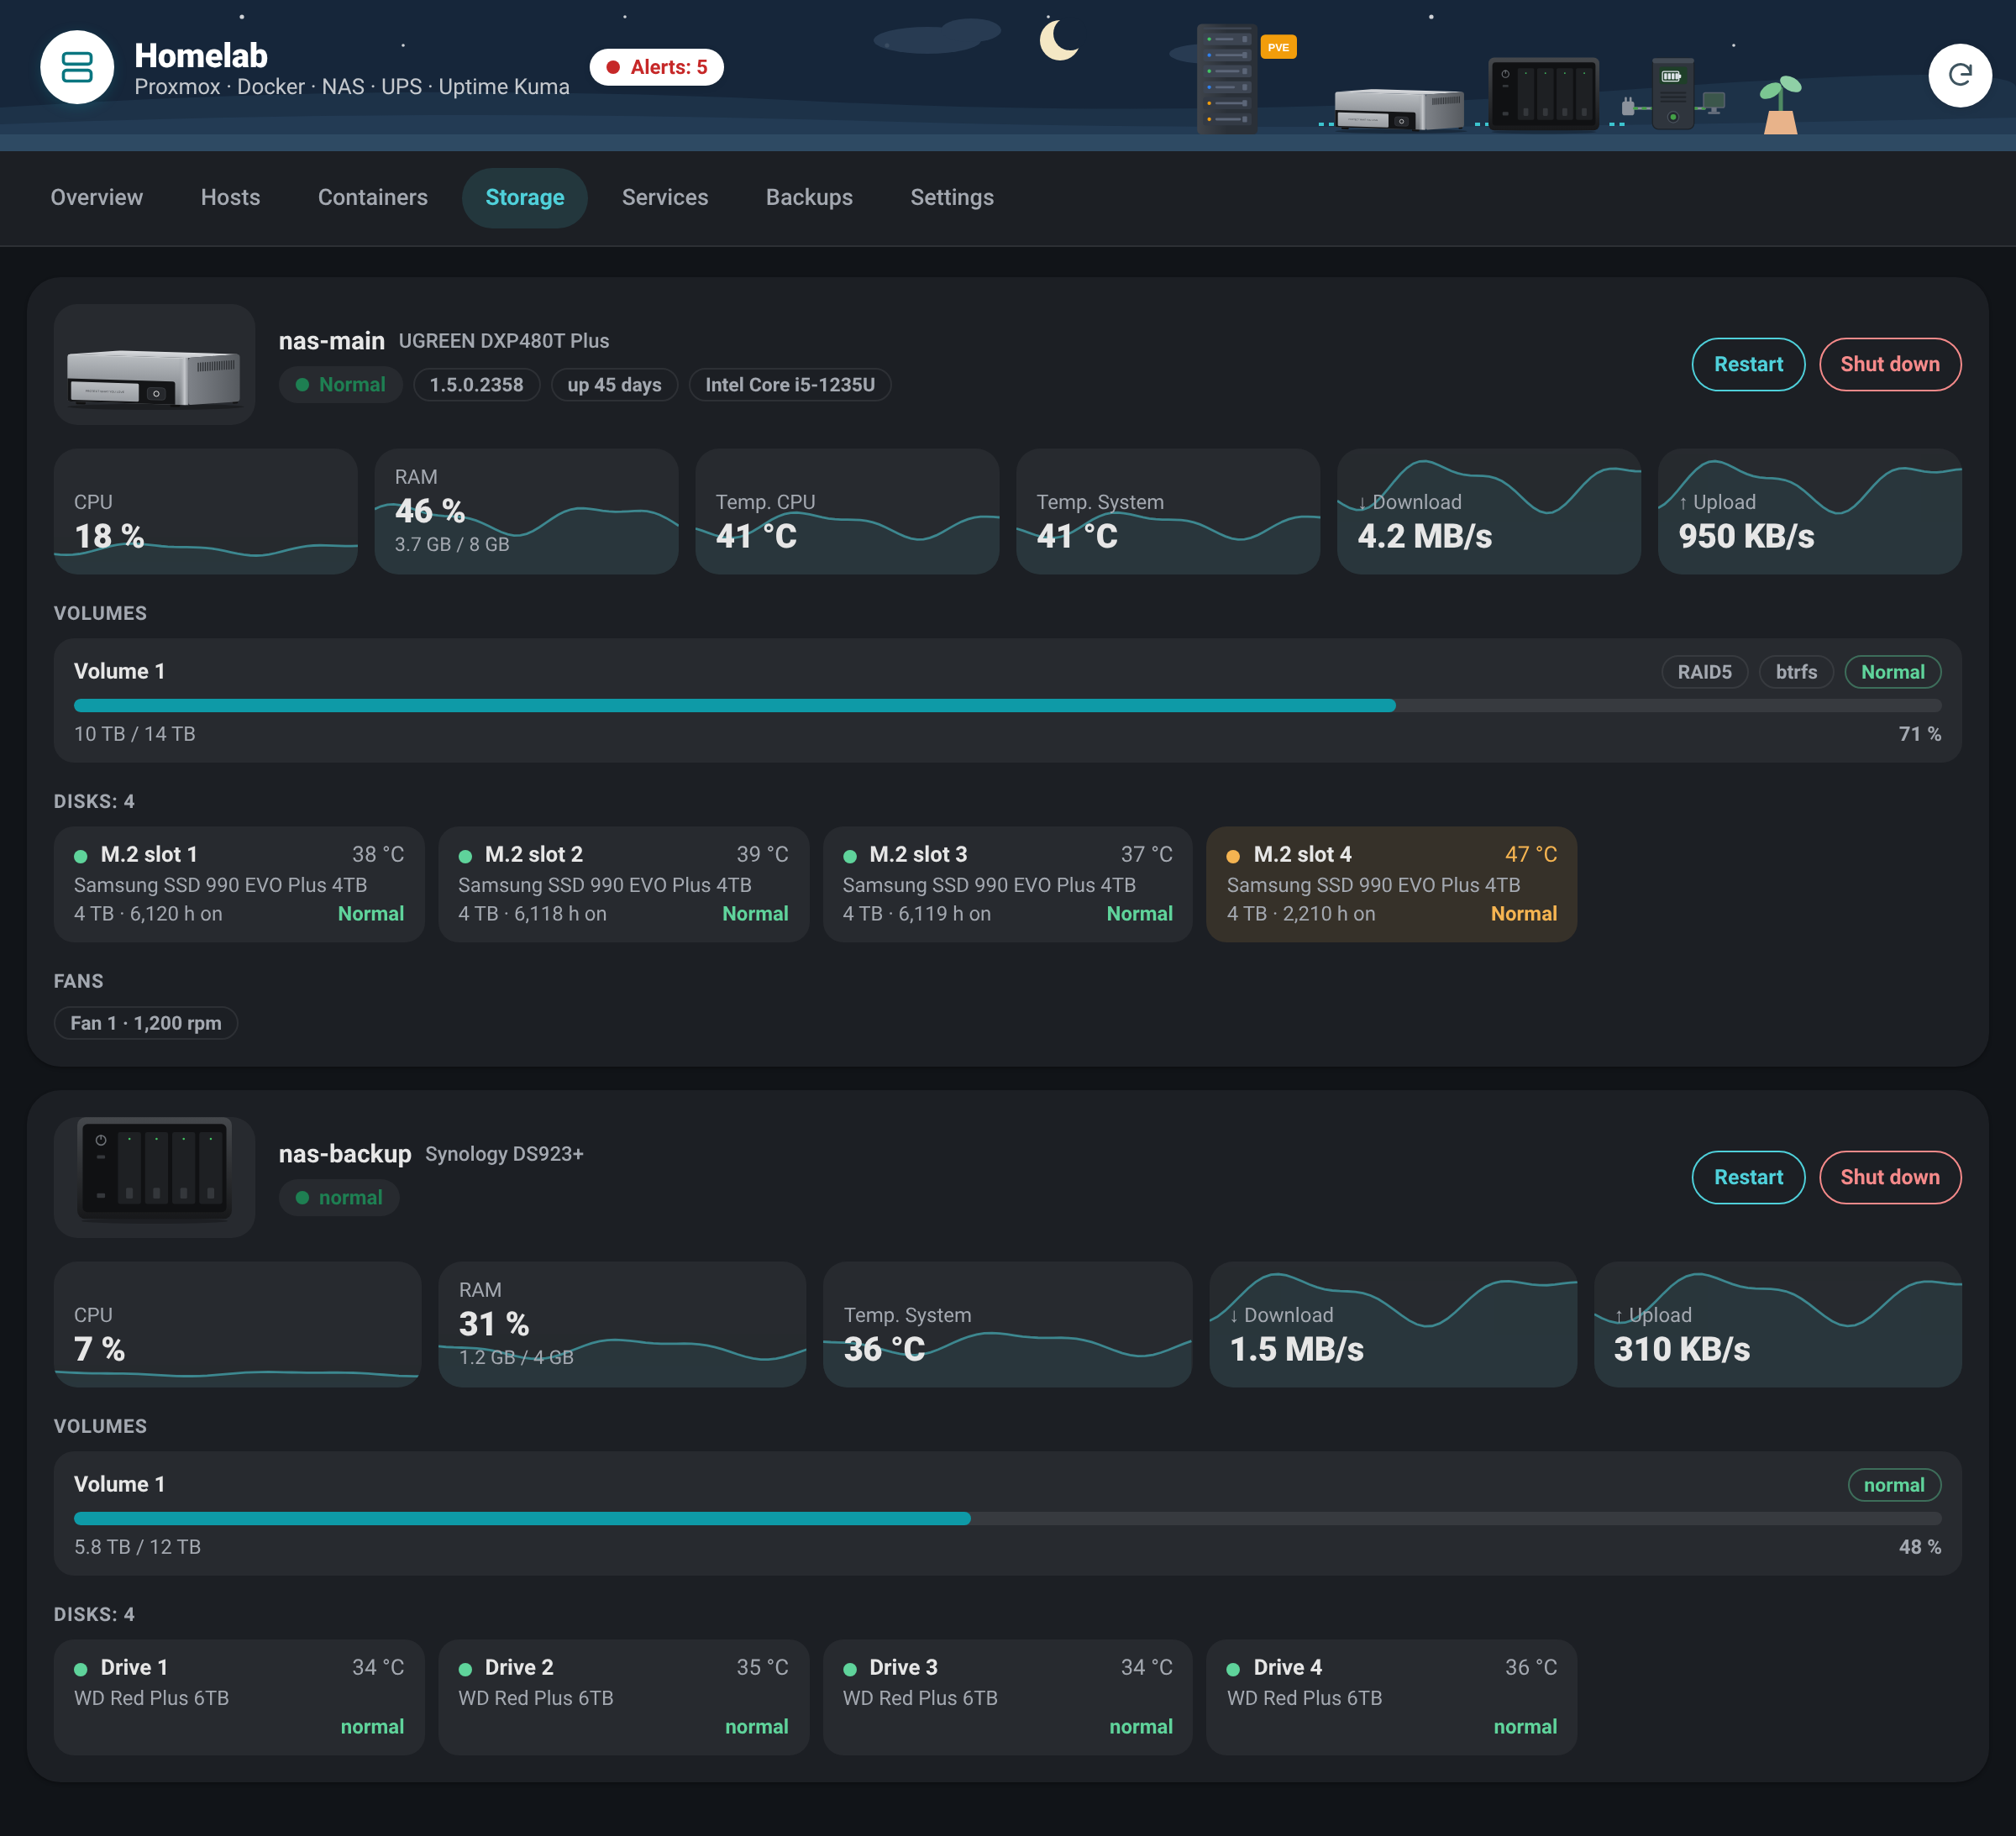 Homelab
Proxmox · Docker · NAS · UPS · Uptime Kuma
Alerts: 5
PVE
Overview
Hosts
Containers
Storage
Services
Backups
Settings
nas-main UGREEN DXP480T Plus
Normal
1.5.0.2358
up 45 days
Intel Core i5-1235U
Restart
Shut down
CPU
18 %
RAM
46 %
3.7 GB / 8 GB
Temp. CPU
41 °C
Temp. System
41 °C
↓ Download
4.2 MB/s
↑ Upload
950 KB/s
VOLUMES
Volume 1
RAID5
btrfs
Normal
10 TB / 14 TB
71 %
DISKS: 4
M.2 slot 1 38 °C
Samsung SSD 990 EVO Plus 4TB
4 TB · 6,120 h on Normal
M.2 slot 2 39 °C
Samsung SSD 990 EVO Plus 4TB
4 TB · 6,118 h on Normal
M.2 slot 3 37 °C
Samsung SSD 990 EVO Plus 4TB
4 TB · 6,119 h on Normal
M.2 slot 4 47 °C
Samsung SSD 990 EVO Plus 4TB
4 TB · 2,210 h on Normal
FANS
Fan 1 · 1,200 rpm
nas-backup Synology DS923+
normal
Restart
Shut down
CPU
7 %
RAM
31 %
1.2 GB / 4 GB
Temp. System
36 °C
↓ Download
1.5 MB/s
↑ Upload
310 KB/s
VOLUMES
Volume 1
normal
5.8 TB / 12 TB
48 %
DISKS: 4
Drive 1 34 °C
WD Red Plus 6TB
normal
Drive 2 35 °C
WD Red Plus 6TB
normal
Drive 3 34 °C
WD Red Plus 6TB
normal
Drive 4 36 °C
WD Red Plus 6TB
normal